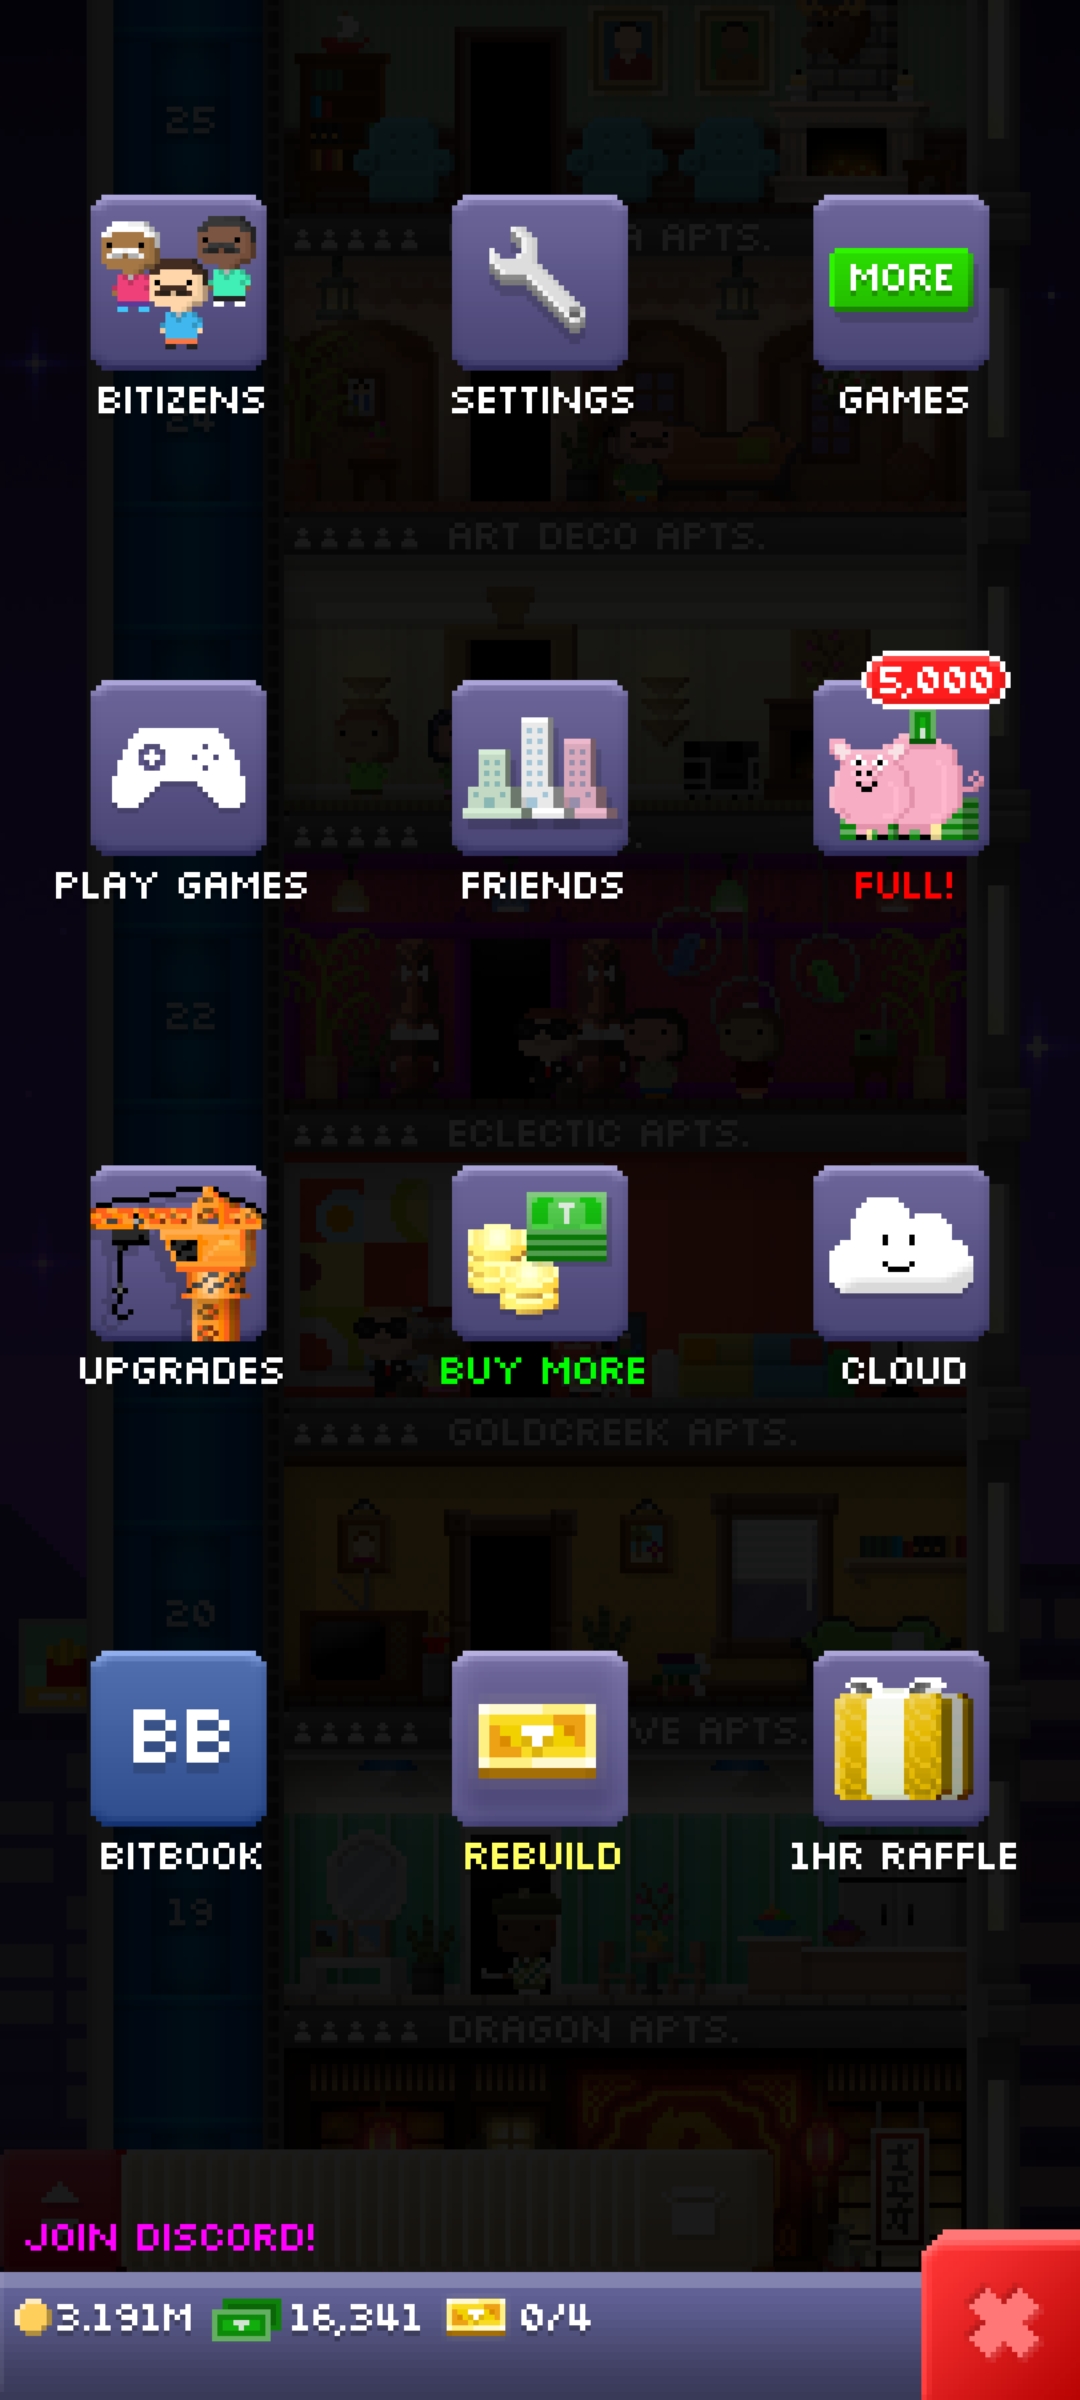 25
A APTS.
MORE
BITIZENS
SETTINGS
GAMES
24
ART DECO APTS.
5,000
PLAY GAMES
FRIENDS
FULL!
22
ECLECTIC APTS.
T
UPGRADES
BUY MORE
CLOUD
GOLDCREEK APTS.
20
BB
VE APTS.
BITBOOK
REBUILD
1HR RAFFLE
19
DRAGON APTS.
JOIN DISCORD!
3.191M 16,341 0/4